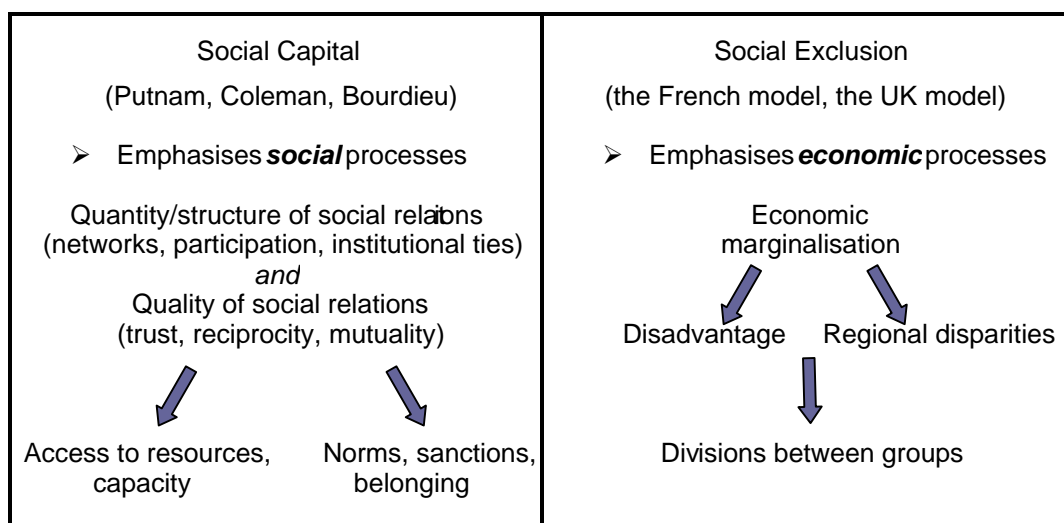 Social Capital
(Putnam, Coleman, Bourdieu)
➢ Emphasises social processes
Quantity/structure of social relations
(networks, participation, institutional ties)
and
Quality of social relations
(trust, reciprocity, mutuality)
Access to resources,
capacity
Norms, sanctions,
belonging
Social Exclusion
(the French model, the UK model)
➢ Emphasises economic processes
Economic
marginalisation
Disadvantage
Regional disparities
Divisions between groups